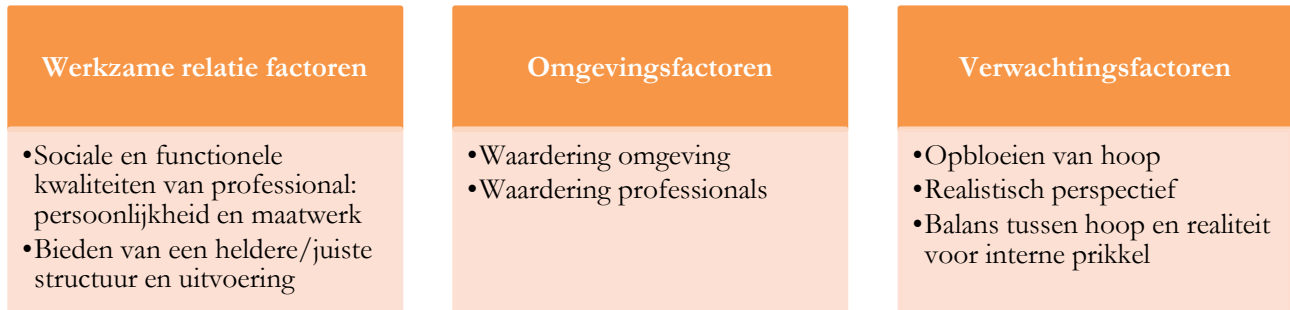 Werkzame relatie factoren
•Sociale en functionele
kwaliteiten van professional:
persoonlijkheid en maatwerk
•Bieden van een heldere/juiste
structuur en uitvoering
Omgevingsfactoren
•Waardering omgeving
•Waardering professionals
Verwachtingsfactoren
•Opbloeien van hoop
•Realistisch perspectief
•Balans tussen hoop en realiteit
voor interne prikkel